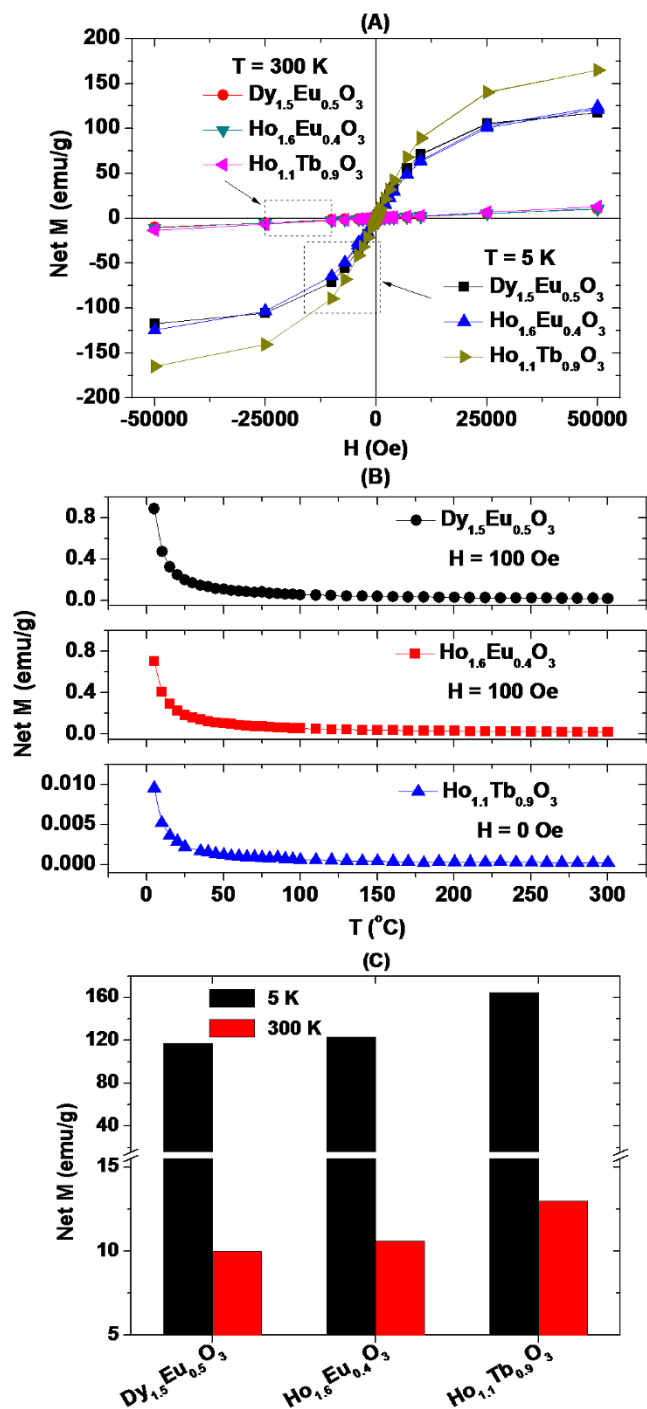 (A)
Net M (emu/g)
200
150
100
50
0
-50
-100
-150
-200
T = 300 K
Dy1.5Eu0.5O3
Ho1.6Eu0.4O3
Ho1.1Tb0.9O3
T = 5 K
Dy1.5Eu0.5O3
Ho1.6Eu0.4O3
Ho1.1Tb0.9O3
-50000 -25000 0 25000 50000
H (Oe)
(B)
Net M (emu/g)
0.8
0.4
0.0
Dy1.5Eu0.5O3
H = 100 Oe
0.8
0.4
0.0
Ho1.6Eu0.4O3
H = 100 Oe
0.010
0.005
0.000
Ho1.1Tb0.9O3
H = 0 Oe
0 50 100 150 200 250 300
T (oC)
(C)
Net M (emu/g)
160
120
80
40
15
10
5
5 K
300 K
Dy1.5Eu0.5O3
Ho1.6Eu0.4O3
Ho1.1Tb0.9O3